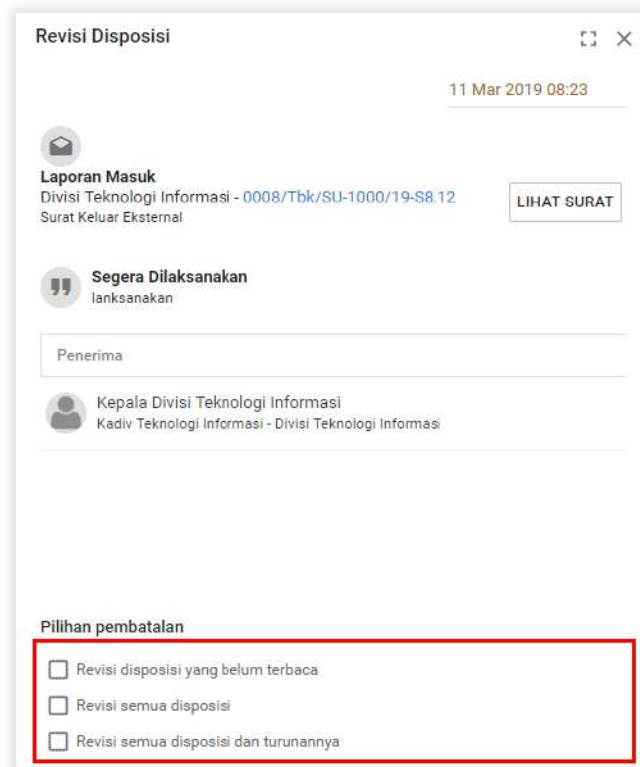 Revisi Disposisi
11 Mar 2019 08:23
Laporan Masuk
Divisi Teknologi Informasi - 0008/Tbk/SU-1000/19-S8.12
Surat Keluar Eksternal
LIHAT SURAT
Segera Dilaksanakan
lanksanakan
Penerima
Kepala Divisi Teknologi Informasi
Kadiv Teknologi Informasi - Divisi Teknologi Informasi
Pilihan pembatalan
Revisi disposisi yang belum terbaca
Revisi semua disposisi
Revisi semua disposisi dan turunannya